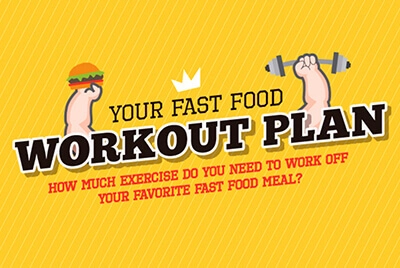 YOUR FAST FOOD
WORKOUT PLAN
HOW MUCH EXERCISE DO YOU NEED TO WORK OFF
YOUR FAVORITE FAST FOOD MEAL?